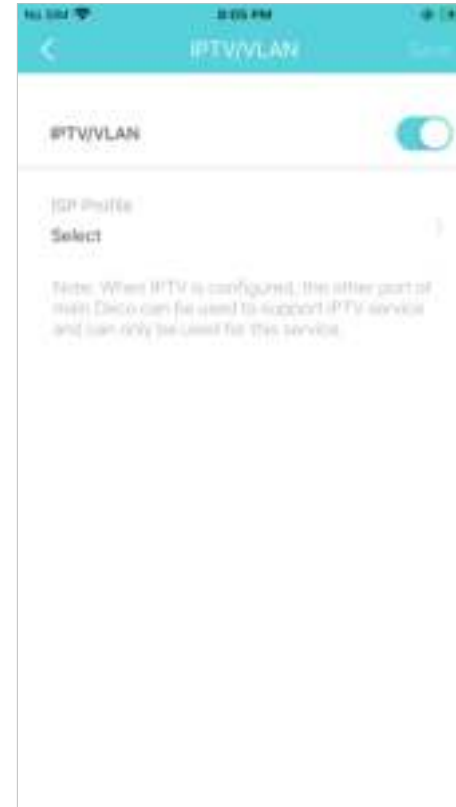 No SIM 8:05 PM
IPTV/VLAN Save
IPTV/VLAN
ISP Profile
Select
Note: When IPTV is configured, the other port of
main Deco can be used to support IPTV service
and can only be used for this service.